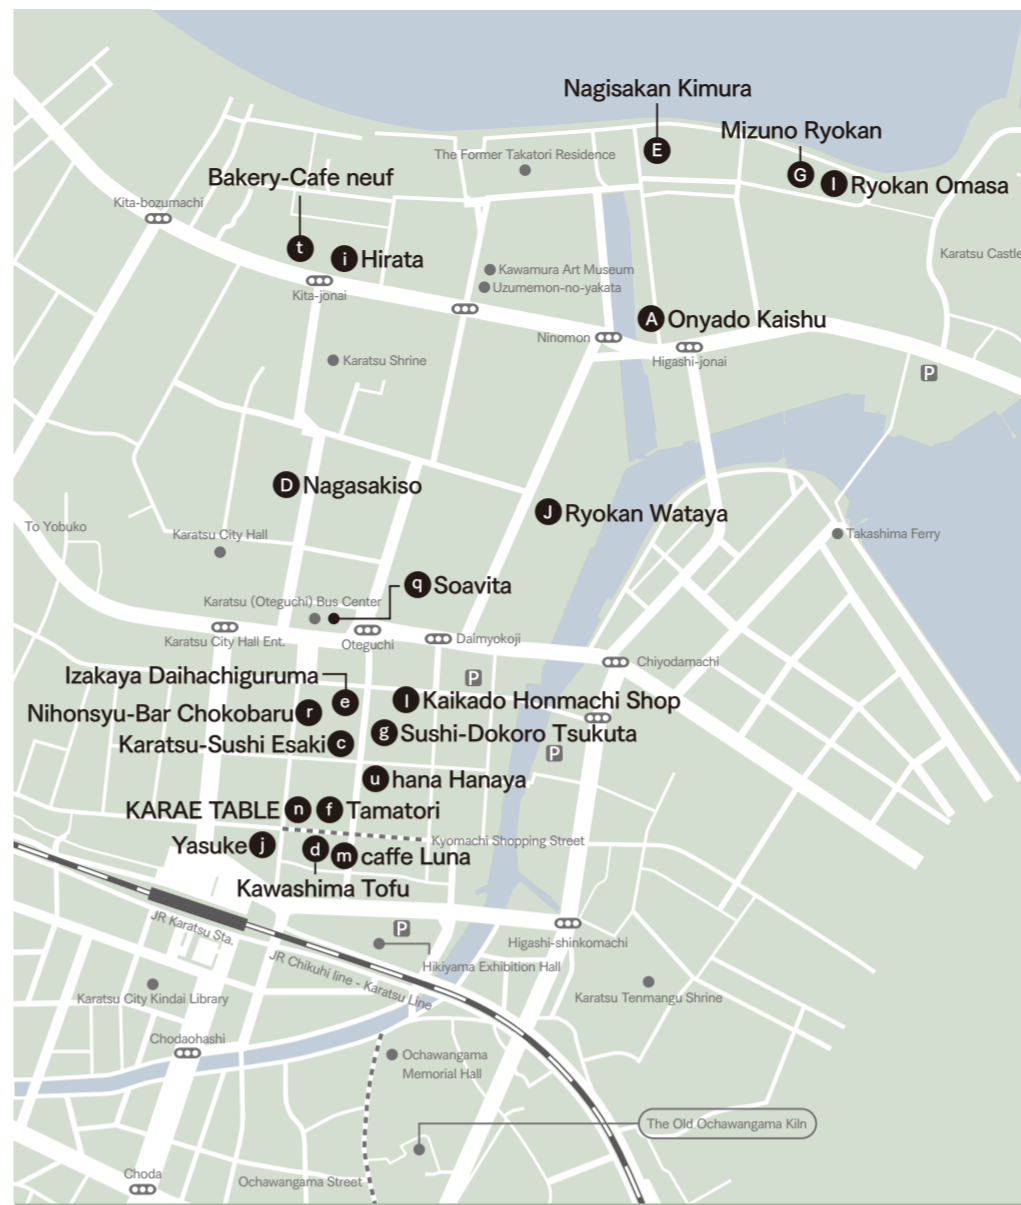 Nagisakan Kimura
E
Mizuno Ryokan
G
I Ryokan Omasa
The Former Takatori Residence
Bakery-Cafe neuf
t
Kita-bozumachi
i Hirata
Kita-jonai
Kawamura Art Museum
Uzumemon-no-yakata
Karatsu Castle
A Onyado Kaishu
Ninomon
Higashi-jonai
P
Karatsu Shrine
D Nagasakiso
J Ryokan Wataya
To Yobuko
Karatsu City Hall
Takashima Ferry
q Soavita
Karatsu (Oteguchi) Bus Center
Karatsu City Hall Ent.
Oteguchi
Daimyokoji
Chiyodamachi
P
Izakaya Daihachiguruma
e
l Kaikado Honmachi Shop
Nihonsyu-Bar Chokobaru r
g Sushi-Dokoro Tsukuta
Karatsu-Sushi Esaki c
P
u hana Hanaya
KARAE TABLE n
f Tamatori
Kyomachi Shopping Street
Yasuke j
d
m caffe Luna
Kawashima Tofu
JR Karatsu Sta.
P
Higashi-shinkomachi
Hikiyama Exhibition Hall
JR Chikuhi line - Karatsu Line
Karatsu City Kindai Library
Karatsu Tenmangu Shrine
Chodaohashi
Ochawangama
Memorial Hall
The Old Ochawangama Kiln
Choda
Ochawangama Street